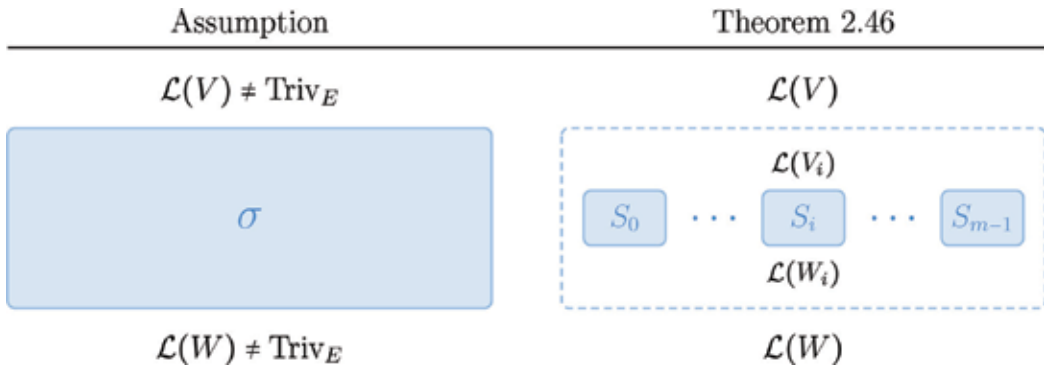 Assumption Theorem 2.46
ℒ(V) ≠ Triv_E ℒ(V)
ℒ(V_i)
σ S_0 ··· S_i ··· S_{m−1}
ℒ(W_i)
ℒ(W) ≠ Triv_E ℒ(W)